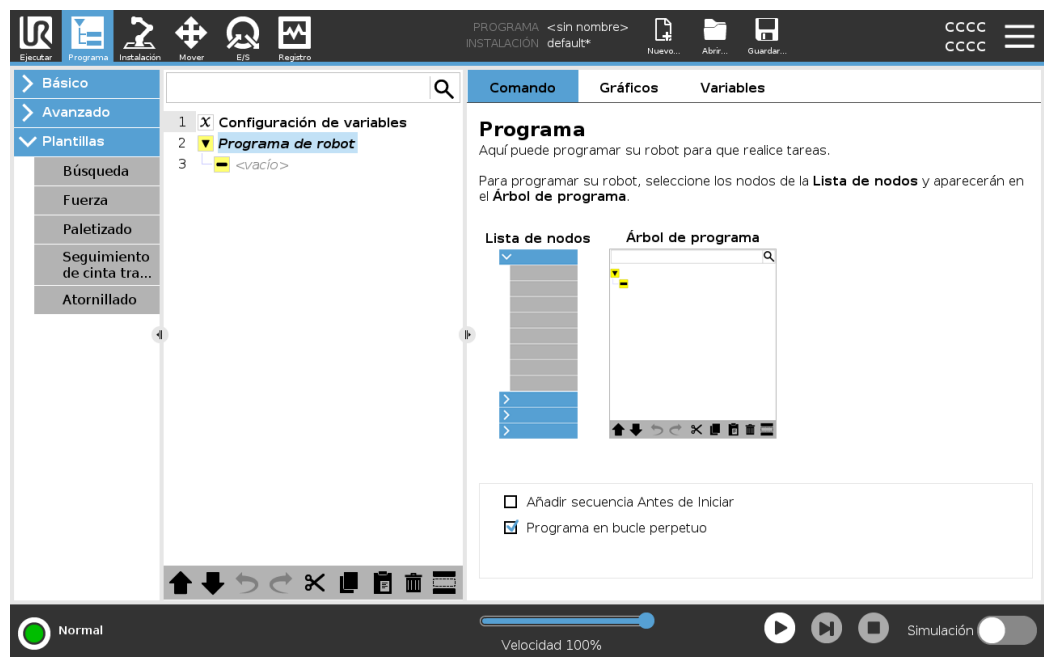 PROGRAMA <sin nombre>
INSTALACIÓN default*
CCCC
CCCC
Ejecutar
Programa
Instalación
Mover
E/S
Registro
Nuevo...
Abrir...
Guardar...
Básico
Avanzado
Plantillas
Búsqueda
Fuerza
Paletizado
Seguimiento
de cinta tra...
Atornillado
1 X Configuración de variables
2 Programa de robot
3 <vacío>
Comando Gráficos Variables
Programa
Aquí puede programar su robot para que realice tareas.
Para programar su robot, seleccione los nodos de la Lista de nodos y aparecerán en
el Árbol de programa.
Lista de nodos
Árbol de programa
Añadir secuencia Antes de Iniciar
Programa en bucle perpetuo
Normal
Velocidad 100%
Simulación